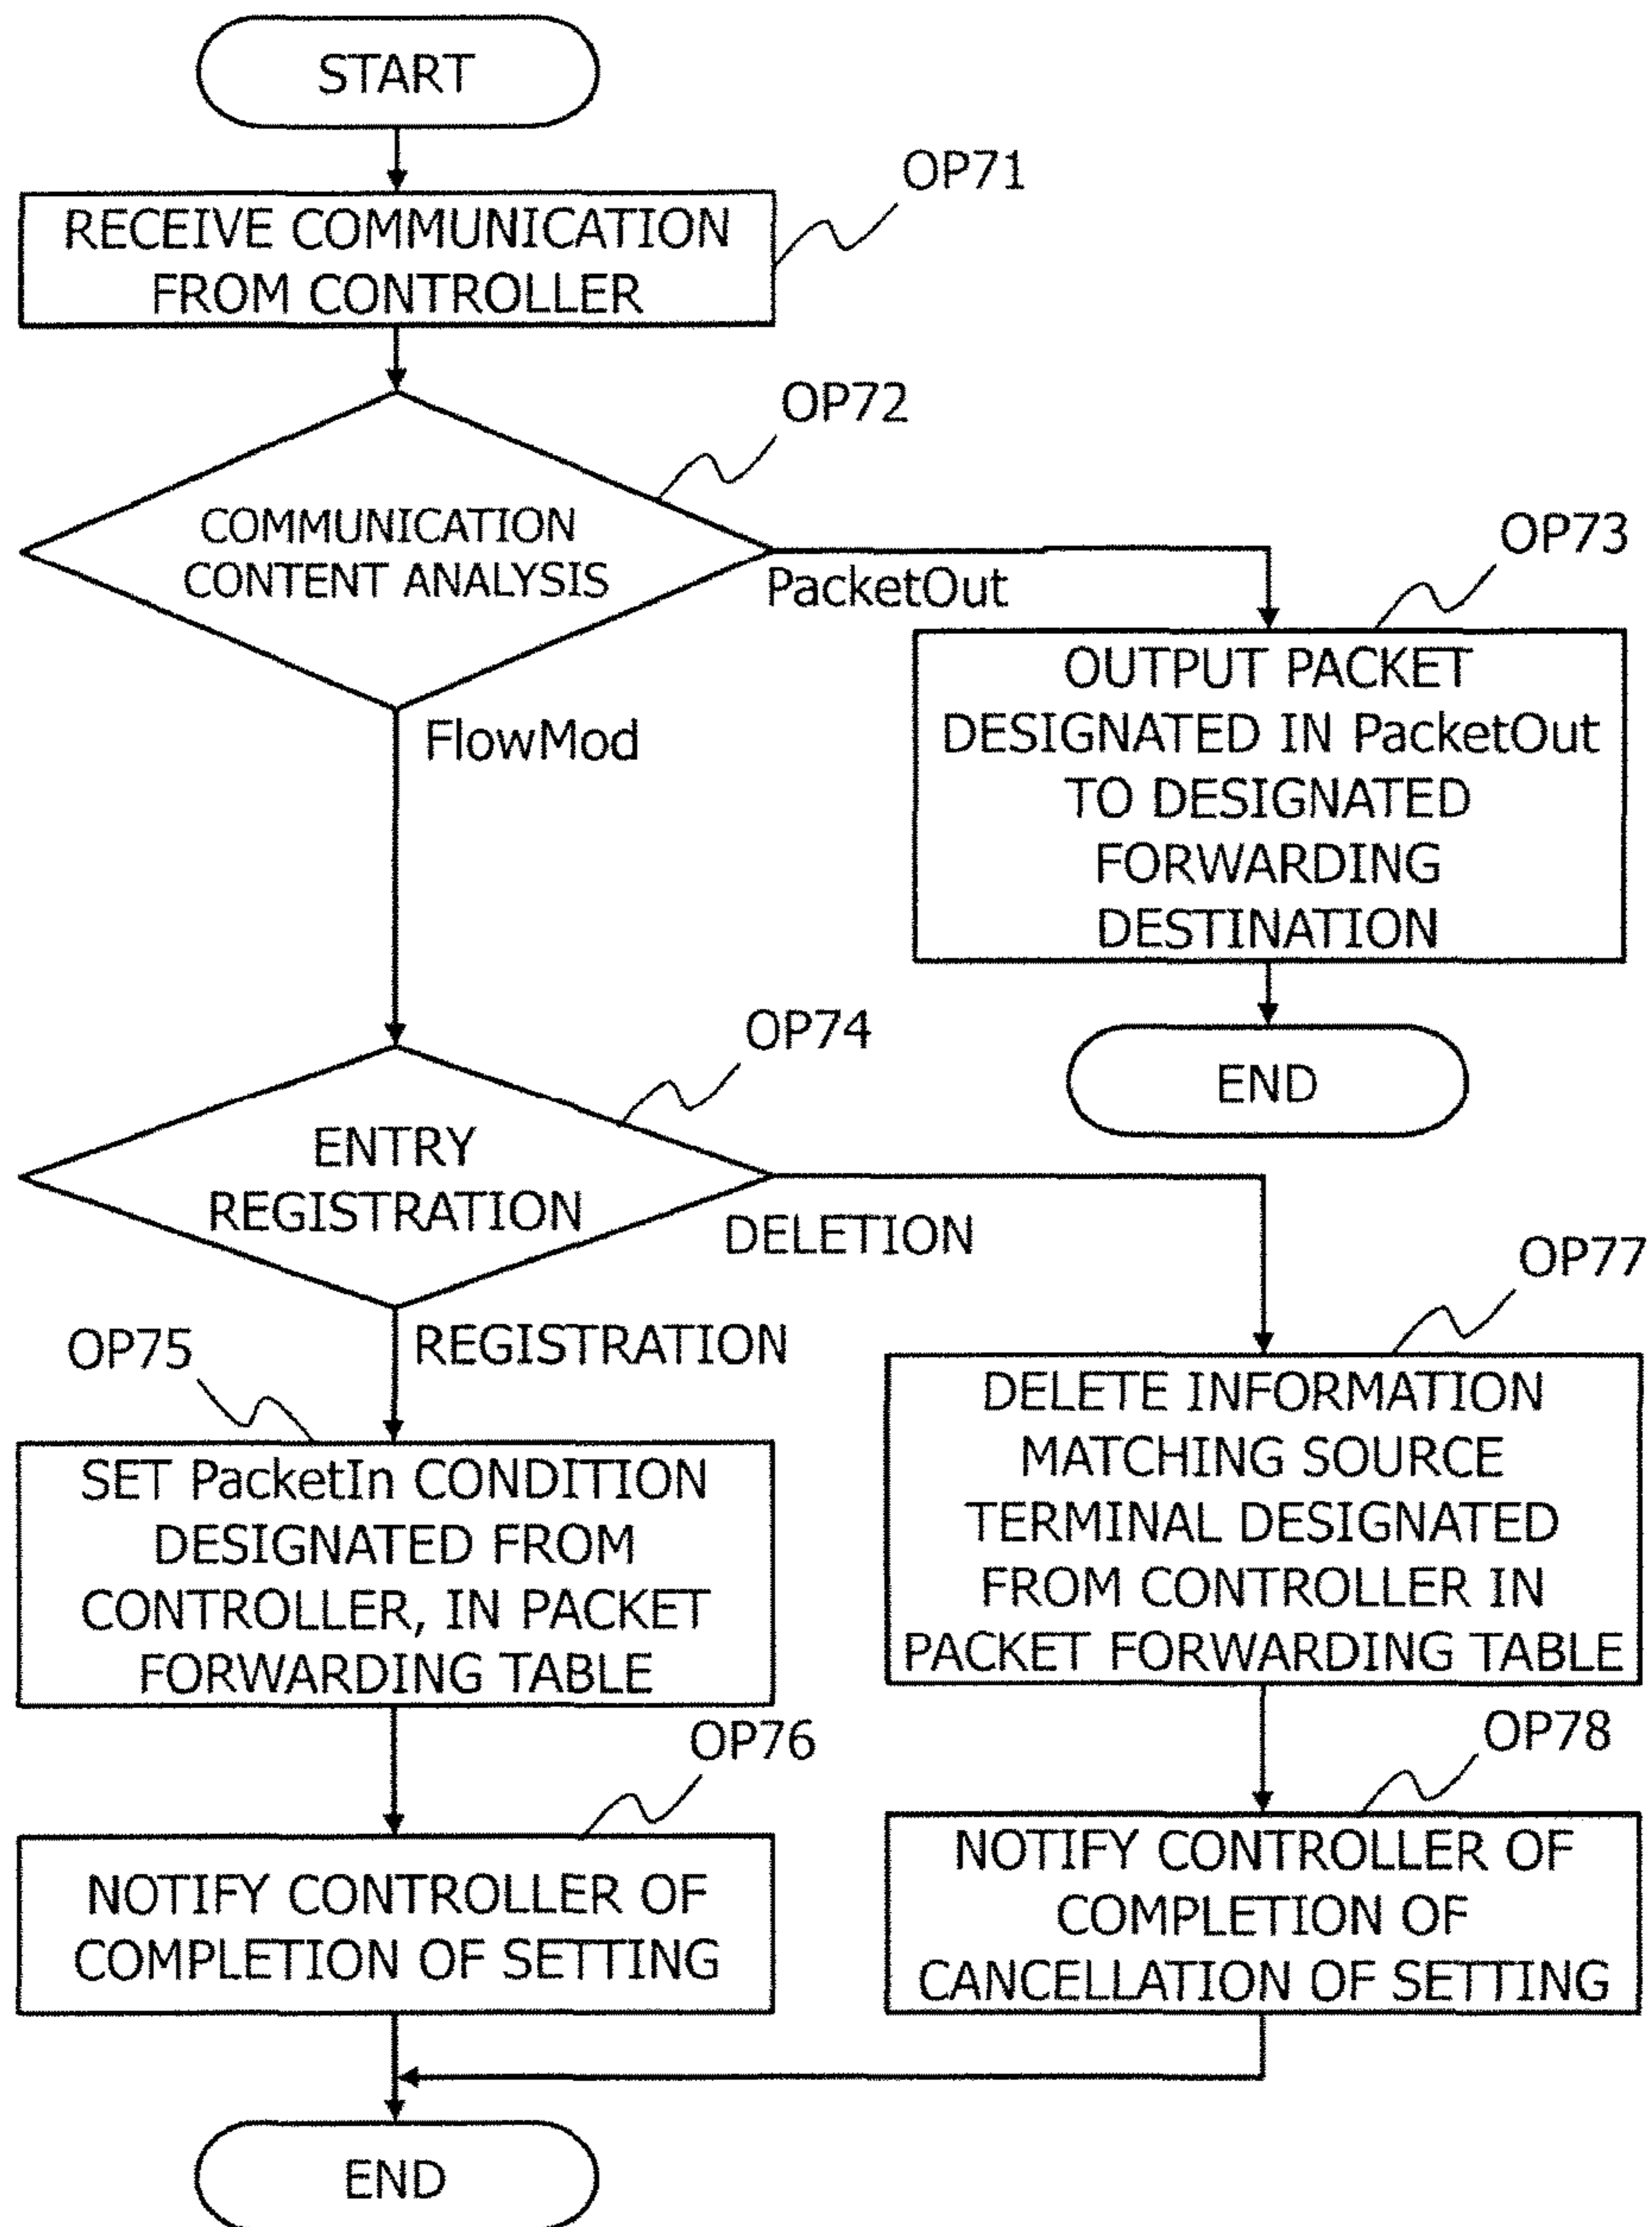 START
OP71
RECEIVE COMMUNICATION
FROM CONTROLLER
OP72
COMMUNICATION
CONTENT ANALYSIS
PacketOut
OP73
OUTPUT PACKET
DESIGNATED IN PacketOut
TO DESIGNATED
FORWARDING
DESTINATION
END
FlowMod
OP74
ENTRY
REGISTRATION
DELETION
REGISTRATION
OP75
SET PacketIn CONDITION
DESIGNATED FROM
CONTROLLER, IN PACKET
FORWARDING TABLE
OP76
NOTIFY CONTROLLER OF
COMPLETION OF SETTING
OP77
DELETE INFORMATION
MATCHING SOURCE
TERMINAL DESIGNATED
FROM CONTROLLER IN
PACKET FORWARDING TABLE
OP78
NOTIFY CONTROLLER OF
COMPLETION OF
CANCELLATION OF SETTING
END